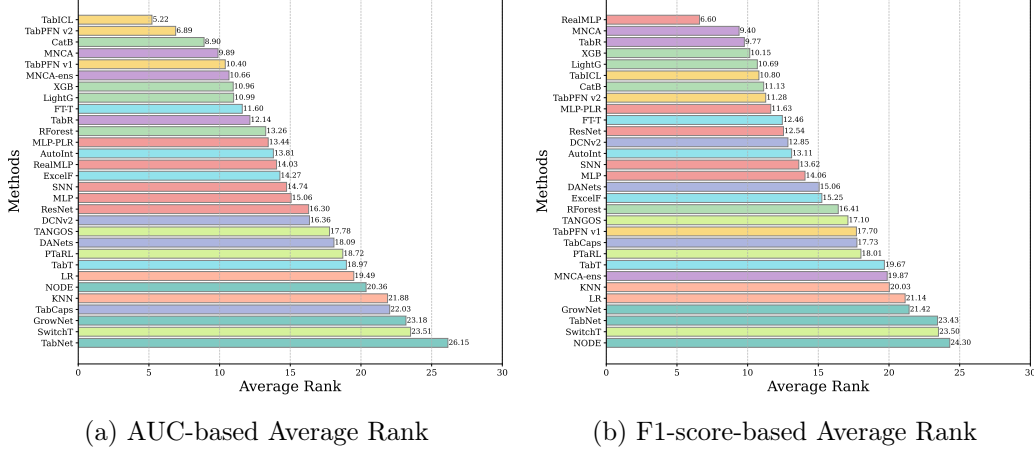 Methods
TabICL 5.22
TabPFN v2 6.89
CatB 8.90
MNCA 9.89
TabPFN v1 10.40
MNCA-ens 10.66
XGB 10.96
LightG 10.99
FT-T 11.60
TabR 12.14
RForest 13.26
MLP-PLR 13.44
AutoInt 13.81
RealMLP 14.03
ExcelF 14.27
SNN 14.74
MLP 15.06
ResNet 16.30
DCNv2 16.36
TANGOS 17.78
DANets 18.09
PTaRL 18.72
TabT 18.97
LR 19.49
NODE 20.36
KNN 21.88
TabCaps 22.03
GrowNet 23.18
SwitchT 23.51
TabNet 26.15
0 5 10 15 20 25 30
Average Rank
(a) AUC-based Average Rank
Methods
RealMLP 6.60
MNCA 9.40
TabR 9.77
XGB 10.15
LightG 10.69
TabICL 10.80
CatB 11.13
TabPFN v2 11.28
MLP-PLR 11.63
FT-T 12.46
ResNet 12.54
DCNv2 12.85
AutoInt 13.11
SNN 13.62
MLP 14.06
DANets 15.06
ExcelF 15.25
RForest 16.41
TANGOS 17.10
TabPFN v1 17.70
TabCaps 17.73
PTaRL 18.01
TabT 19.67
MNCA-ens 19.87
KNN 20.03
LR 21.14
GrowNet 21.42
TabNet 23.43
SwitchT 23.50
NODE 24.30
0 5 10 15 20 25 30
Average Rank
(b) F1-score-based Average Rank